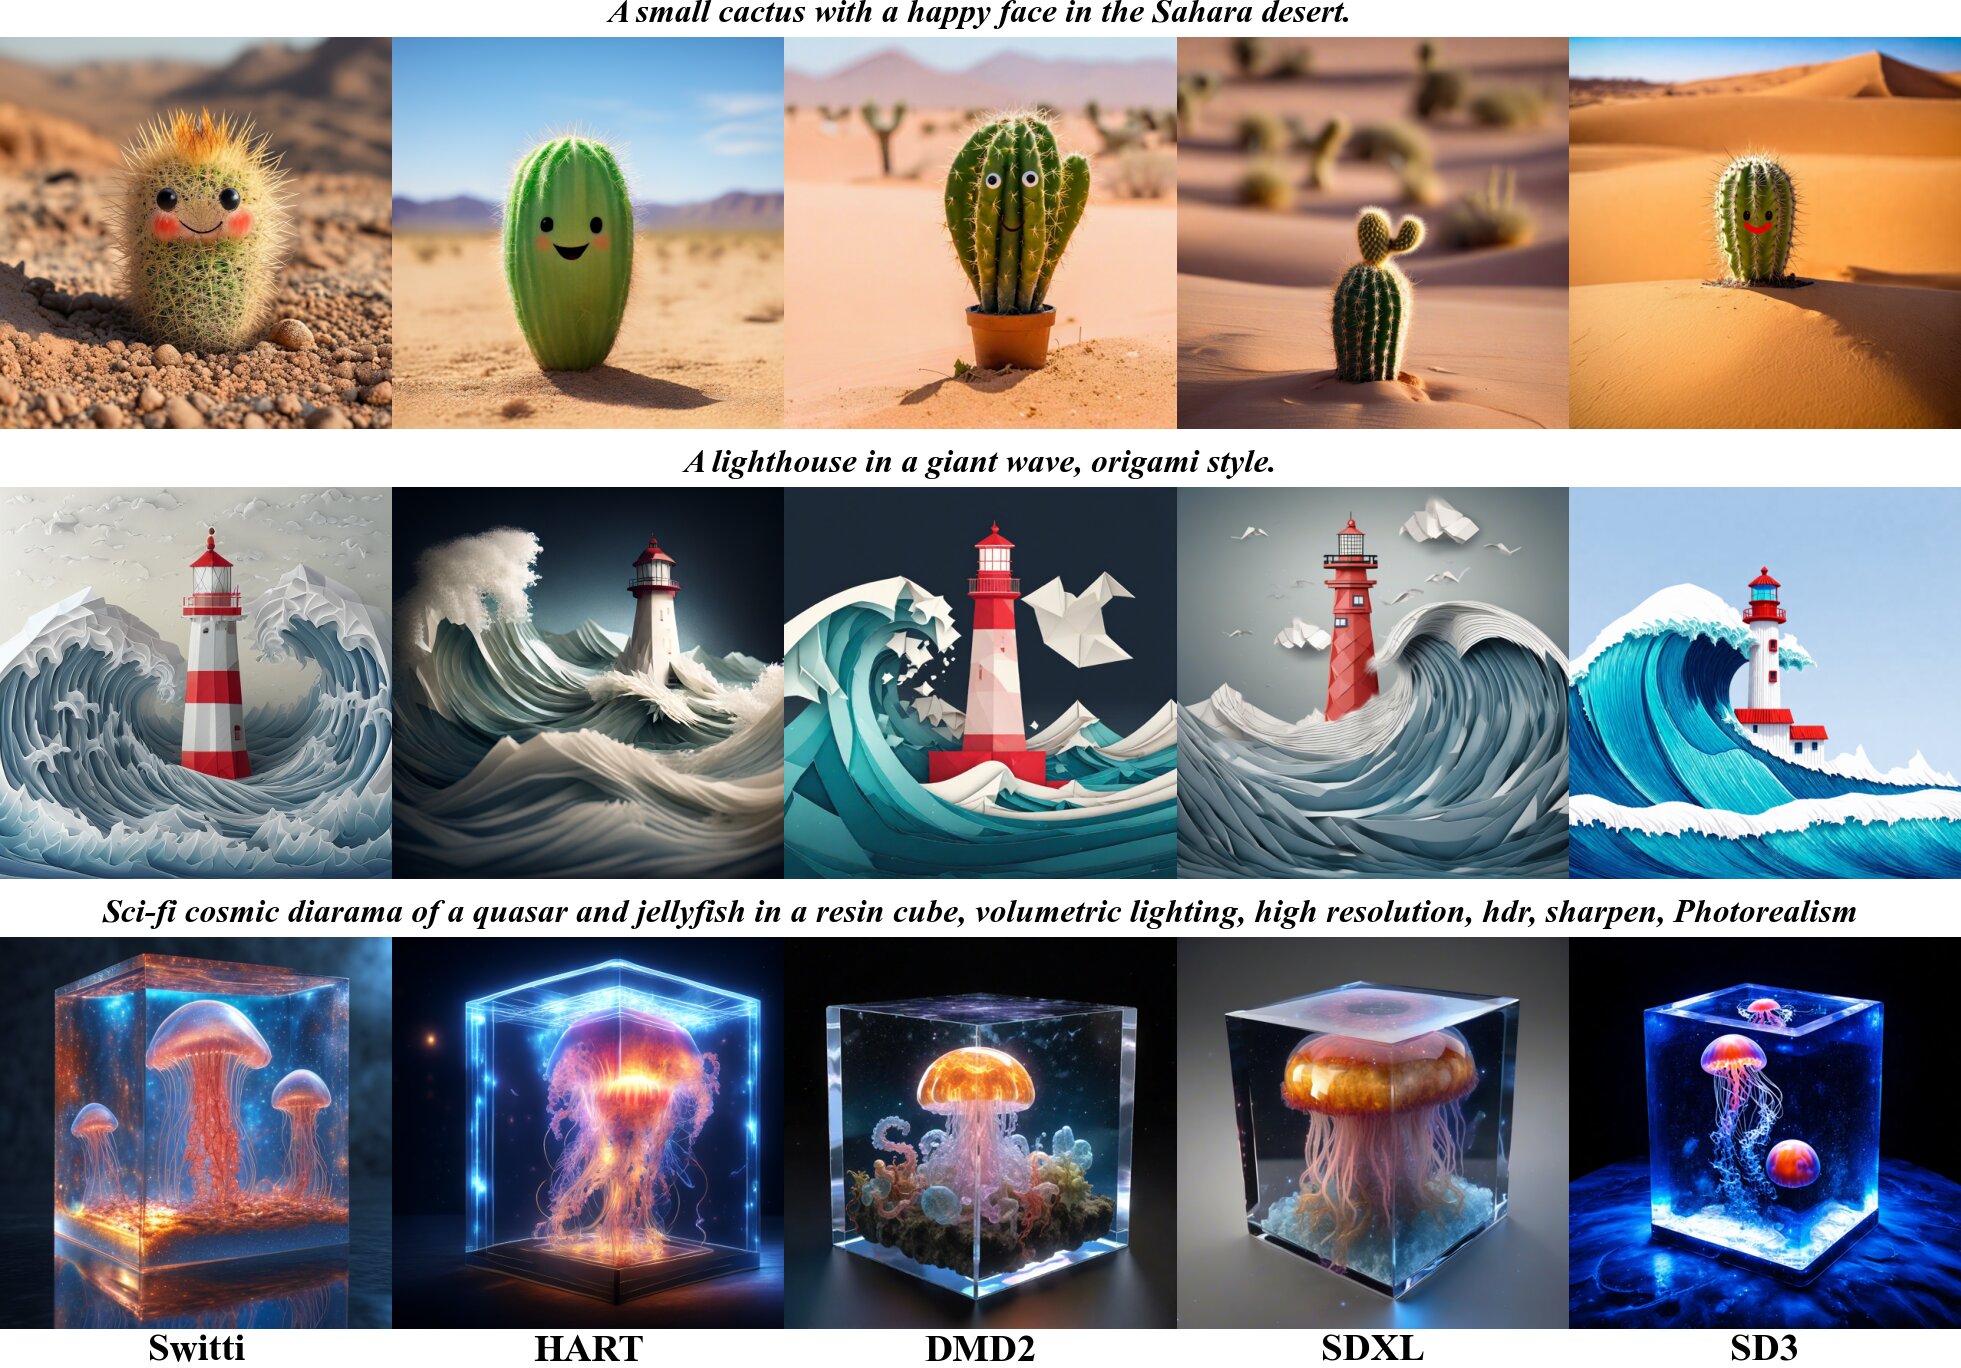 A small cactus with a happy face in the Sahara desert.
A lighthouse in a giant wave, origami style.
Sci-fi cosmic diarama of a quasar and jellyfish in a resin cube, volumetric lighting, high resolution, hdr, sharpen, Photorealism
Switti HART DMD2 SDXL SD3